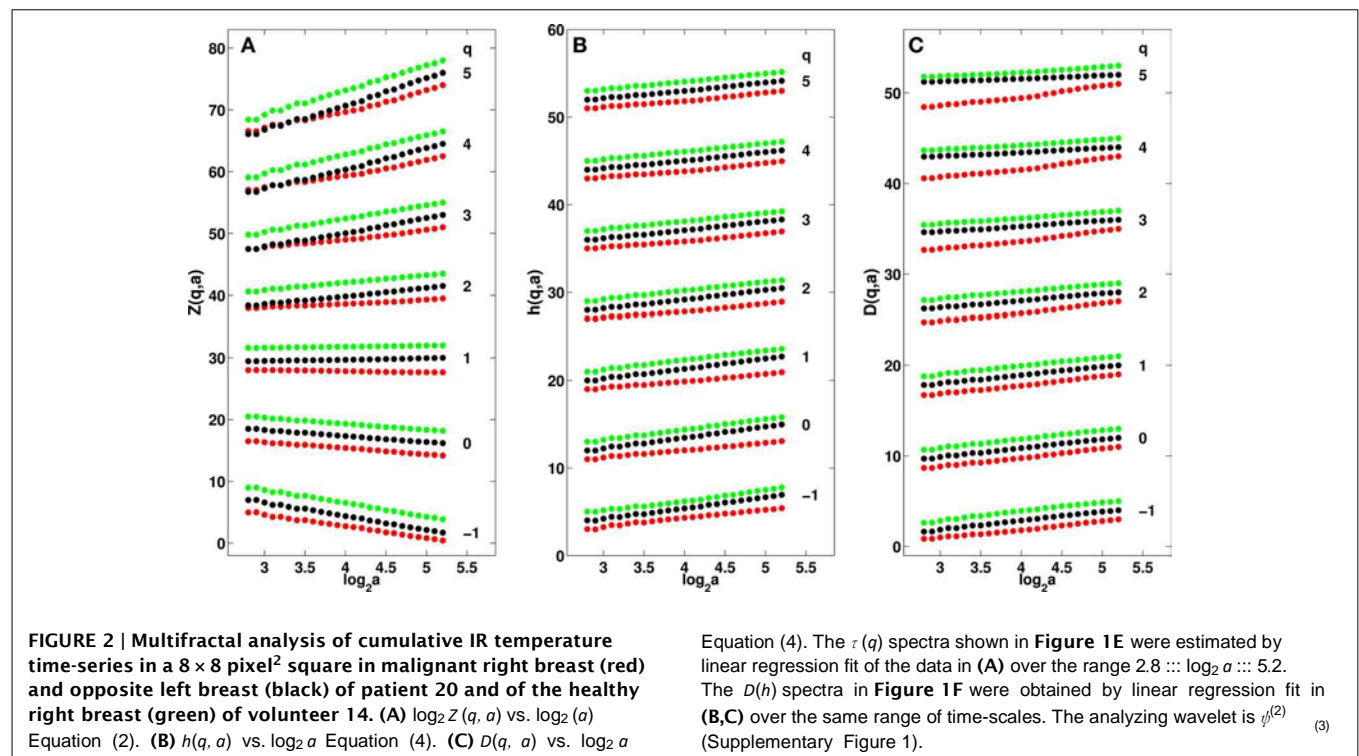 A
q
80
70
60
50
40
30
20
10
0
Z(q,a)
5
4
3
2
1
0
−1
3 3.5 4 4.5 5 5.5
log2a
B
q
60
50
40
30
20
10
0
h(q,a)
5
4
3
2
1
0
−1
3 3.5 4 4.5 5 5.5
log2a
C
q
50
40
30
20
10
0
D(q,a)
5
4
3
2
1
0
−1
3 3.5 4 4.5 5 5.5
log2a
FIGURE 2 | Multifractal analysis of cumulative IR temperature
time-series in a 8 × 8 pixel² square in malignant right breast (red)
and opposite left breast (black) of patient 20 and of the healthy
right breast (green) of volunteer 14. (A) log₂ Z (q, a) vs. log₂ (a)
Equation (2). (B) h(q, a) vs. log₂ a Equation (4). (C) D(q, a) vs. log₂ a
Equation (4). The τ (q) spectra shown in Figure 1E were estimated by
linear regression fit of the data in (A) over the range 2.8 ::: log₂ a ::: 5.2.
The D(h) spectra in Figure 1F were obtained by linear regression fit in
(B,C) over the same range of time-scales. The analyzing wavelet is ψ⁽²⁾
(Supplementary Figure 1).
(3)